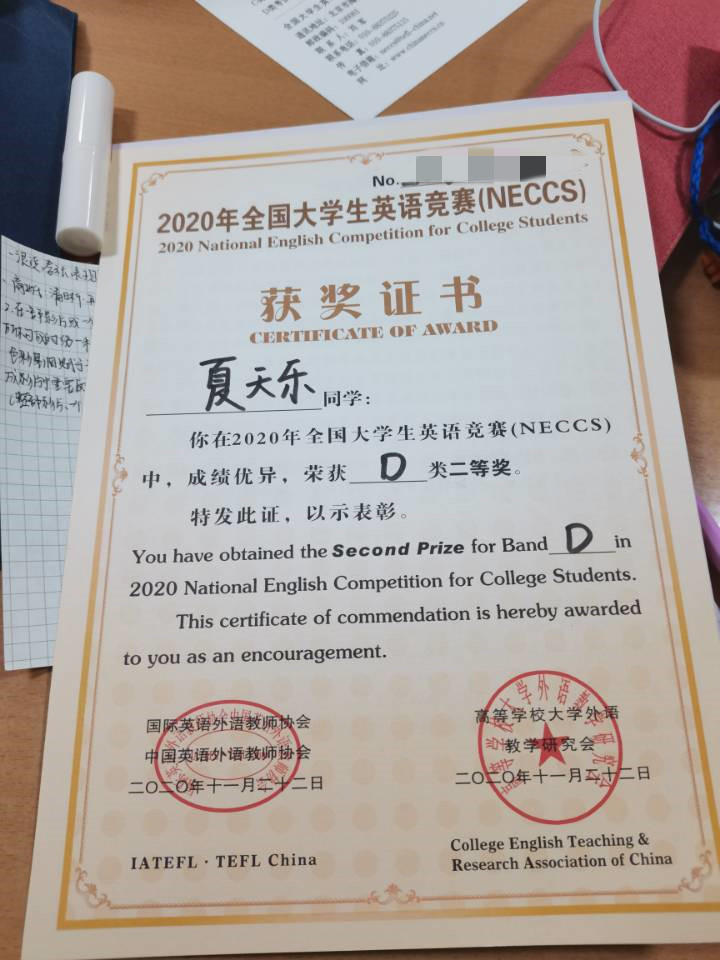 No.
2020年全国大学生英语竞赛(NECCS)
2020 National English Competition for College Students
获奖证书
CERTIFICATE OF AWARD
夏天乐同学:
你在2020年全国大学生英语竞赛(NECCS)
中，成绩优异，荣获 D 类二等奖。
特发此证，以示表彰。
You have obtained the Second Prize for Band D in
2020 National English Competition for College Students.
This certificate of commendation is hereby awarded
to you as an encouragement.
国际英语外语教师协会
中国英语外语教师协会
二〇二〇年十一月二十二日
IATEFL · TEFL China
高等学校大学外语
教学研究会
二〇二〇年十一月二十二日
College English Teaching &
Research Association of China